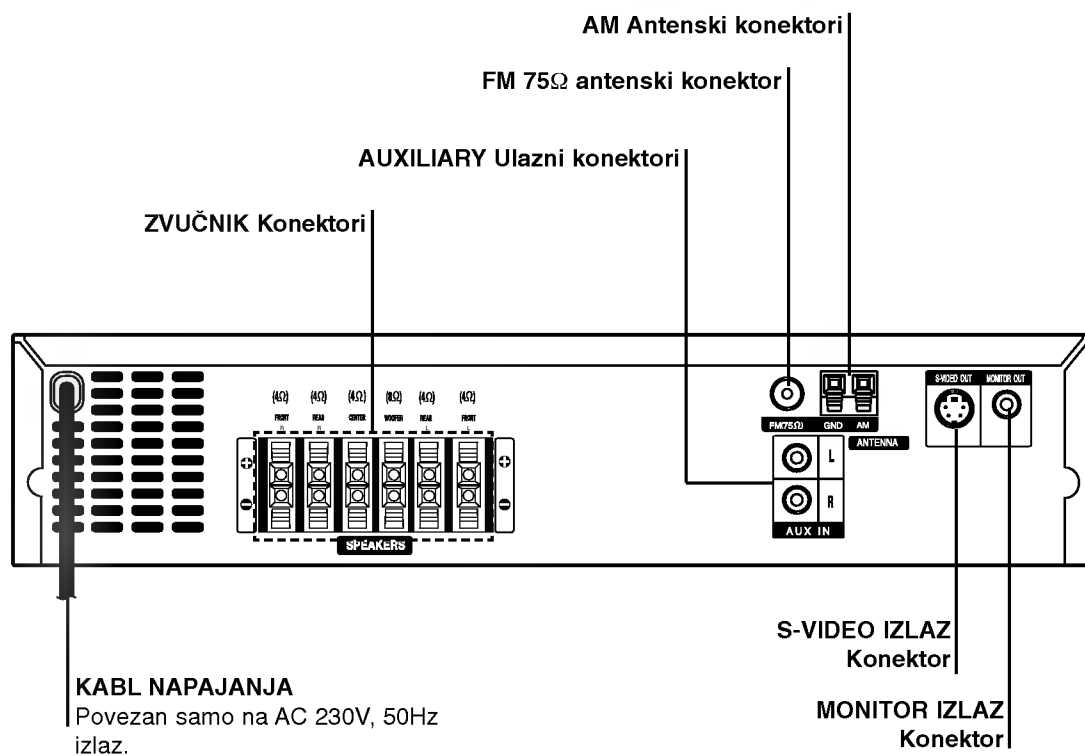 AM Antenski konektori
FM 75Ω antenski konektor
AUXILIARY Ulazni konektori
ZVUČNIK Konektori
(4Ω) (4Ω) (4Ω) (8Ω) (4Ω) (4Ω)
FRONT REAR CENTER WOOFER REAR FRONT
R R L L
SPEAKERS
FM(75Ω) GND AM
ANTENNA
L
R
AUX IN
S-VIDEO OUT MONITOR OUT
S-VIDEO IZLAZ
Konektor
MONITOR IZLAZ
Konektor
KABL NAPAJANJA
Povezan samo na AC 230V, 50Hz
izlaz.